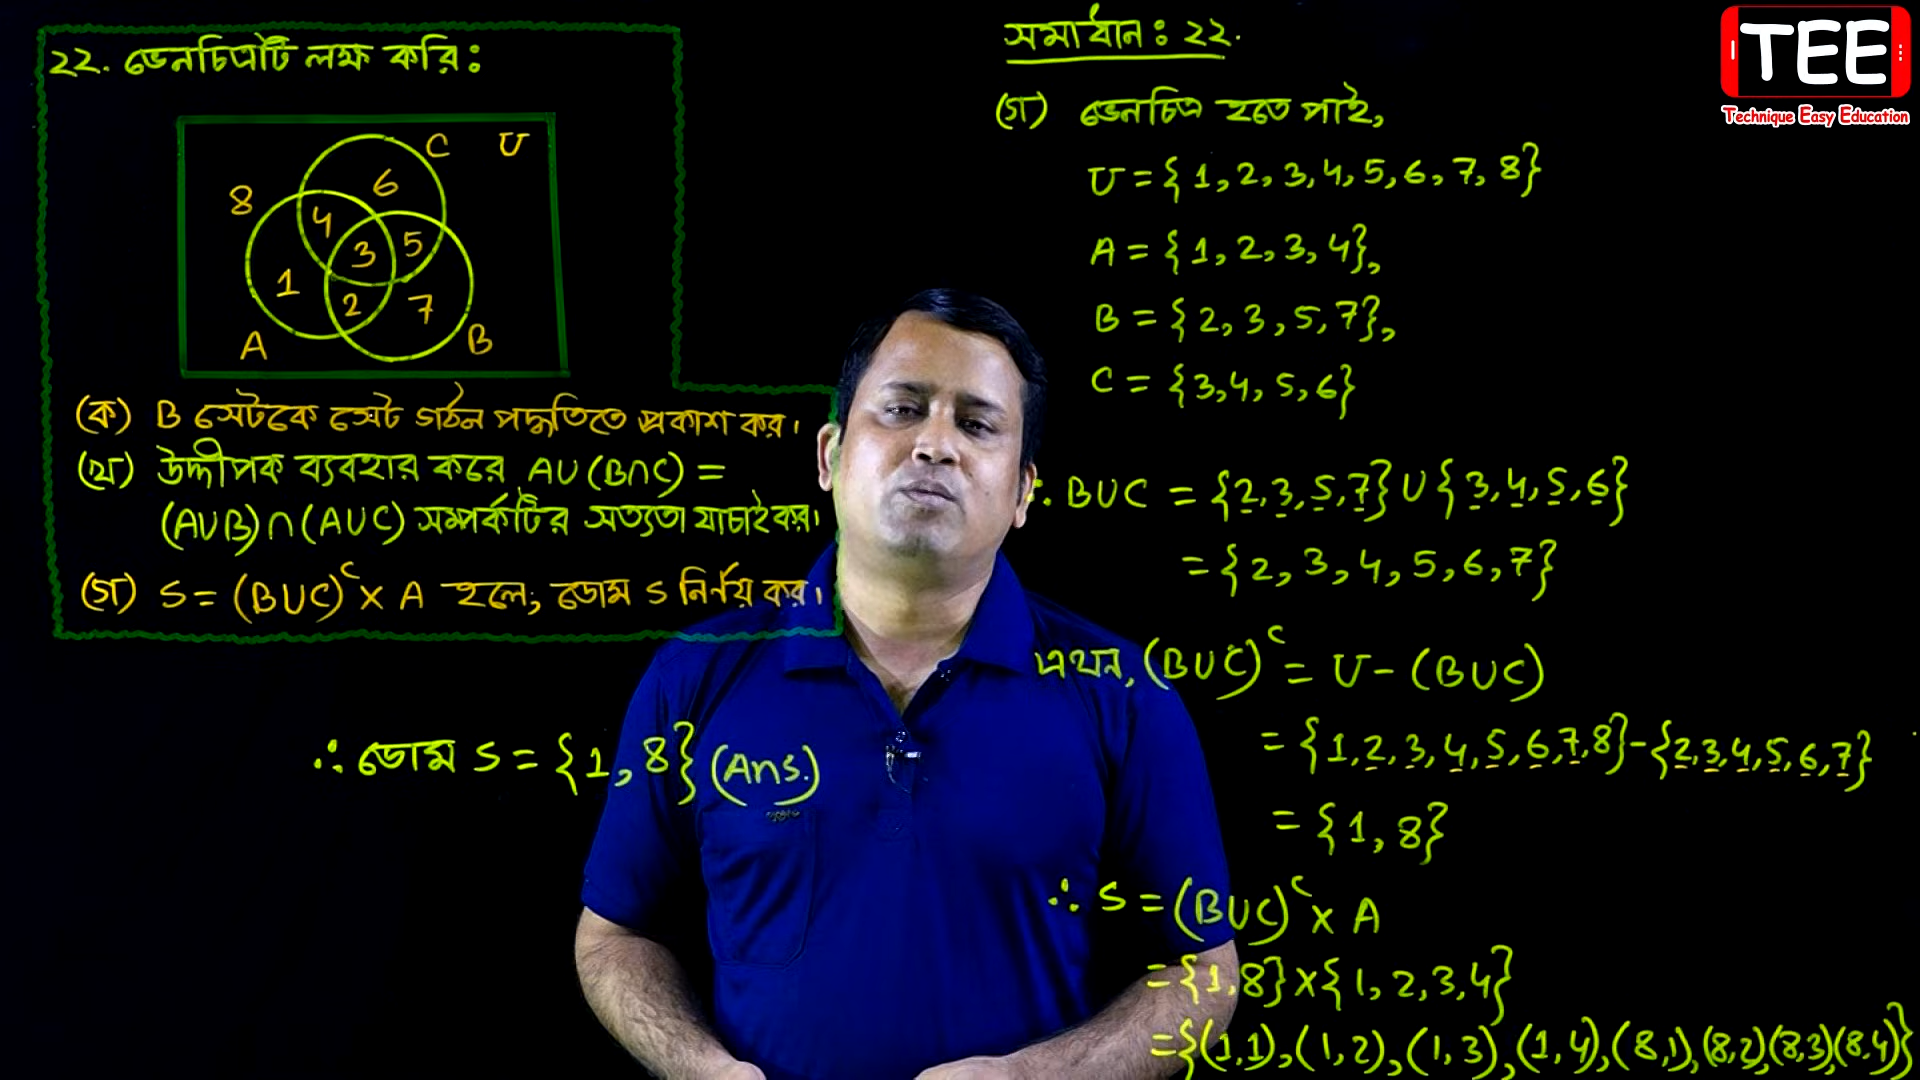 ২২. ভেনচিত্রটি লক্ষ করি:
C U
6
8
4
3 5
1
2 7
A B
(ক) B সেটকে সেট গঠন পদ্ধতিতে প্রকাশ কর।
(খ) উদ্দীপক ব্যবহার করে A∪(B∩C) =
(A∪B)∩(A∪C) সম্পর্কটির সত্যতা যাচাই কর।
(গ) S = (B∪C)ᶜ × A হলে, ডোম S নির্ণয় কর।
সমাধান: ২২.
(গ) ভেনচিত্র হতে পাই,
U = {1, 2, 3, 4, 5, 6, 7, 8}
A = {1, 2, 3, 4},
B = {2, 3, 5, 7},
C = {3, 4, 5, 6}
∴ B∪C = {2, 3, 5, 7} ∪ {3, 4, 5, 6}
= {2, 3, 4, 5, 6, 7}
এখন, (B∪C)ᶜ = U - (B∪C)
= {1, 2, 3, 4, 5, 6, 7, 8} - {2, 3, 4, 5, 6, 7}
= {1, 8}
∴ S = (B∪C)ᶜ × A
= {1, 8} × {1, 2, 3, 4}
= {(1,1), (1,2), (1,3), (1,4), (8,1), (8,2) (8,3) (8,4)}
∴ ডোম S = {1, 8} (Ans.)
TEE
Technique Easy Education